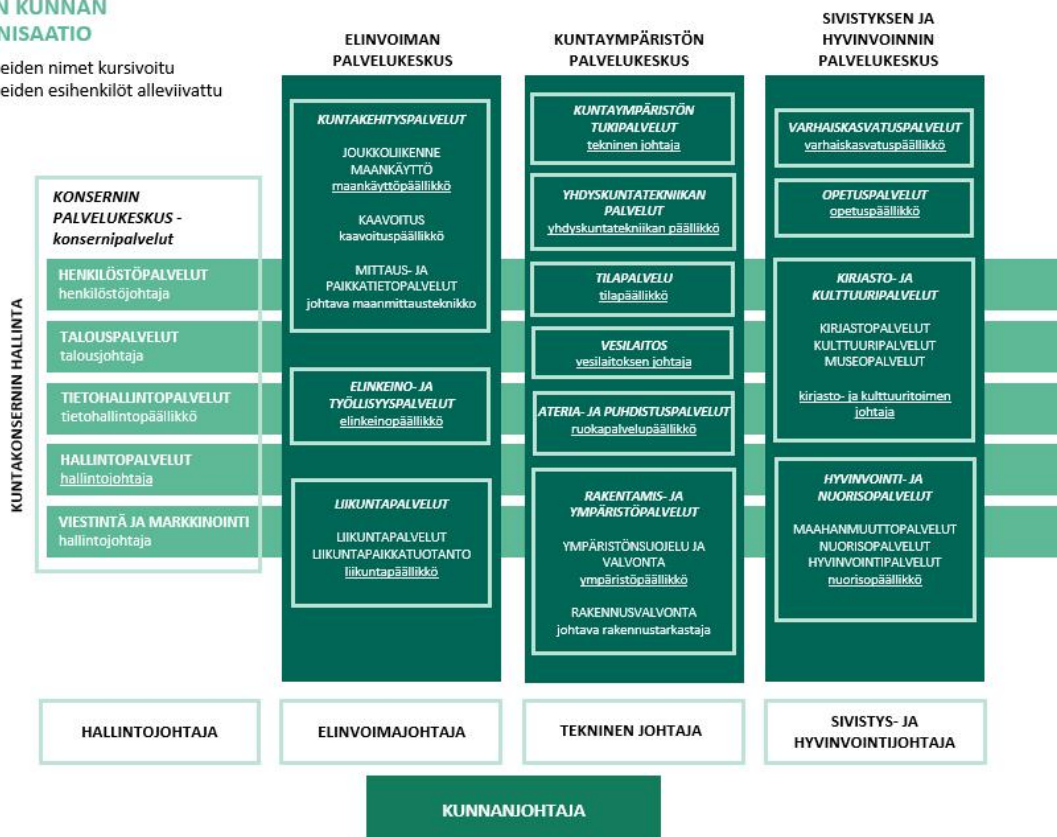 N KUNNAN
NISAATIO
eiden nimet kursivoitu
eiden esihenkilöt alleviivattu
KUNTAKONSERNIN HALLINTA
KONSERNIN
PALVELUKESKUS -
konsernipalvelut
HENKILÖSTÖPALVELUT
henkilöstöjohtaja
TALOUSPALVELUT
talousjohtaja
TIETOHALLINTOPALVELUT
tietohallintopäällikkö
HALLINTOPALVELUT
hallintojohtaja
VIESTINTÄ JA MARKKINOINTI
hallintojohtaja
HALLINTOJOHTAJA
ELINVOIMAN
PALVELUKESKUS
KUNTAKEHITYSPALVELUT
JOUKKOLIIKENNE
MAANKÄYTTÖ
maankäyttöpäällikkö
KAAVOITUS
kaavoituspäällikkö
MITTAUS- JA
PAIKKATIETOPALVELUT
johtava maanmittausteknikko
ELINKEINO- JA
TYÖLLISYYSPALVELUT
elinkeinopäällikkö
LIIKUNTAPALVELUT
LIIKUNTAPALVELUT
LIIKUNTAPAIKKATUOTANTO
liikuntapäällikkö
ELINVOIMAJOHTAJA
KUNTAYMPÄRISTÖN
PALVELUKESKUS
KUNTAYMPÄRISTÖN
TUKIPALVELUT
tekninen johtaja
YHDYSKUNTATEKNIIKAN
PALVELUT
yhdyskuntatekniikan päällikkö
TILAPALVELU
tilapäällikkö
VESILAITOS
vesilaitoksen johtaja
ATERIA- JA PUHDISTUSPALVELUT
ruokapalvelupäällikkö
RAKENTAMIS- JA
YMPÄRISTÖPALVELUT
YMPÄRISTÖNSUOJELU JA
VALVONTA
ympäristöpäällikkö
RAKENNUSVALVONTA
johtava rakennustarkastaja
TEKNINEN JOHTAJA
SIVISTYKSEN JA
HYVINVOINNIN
PALVELUKESKUS
VARHAISKASVATUSPALVELUT
varhaiskasvatuspäällikkö
OPETUSPALVELUT
opetuspäällikkö
KIRJASTO- JA
KULTTUURIPALVELUT
KIRJASTOPALVELUT
KULTTUURIPALVELUT
MUSEOPALVELUT
kirjasto- ja kulttuuritoimen
johtaja
HYVINVOINTI- JA
NUORISOPALVELUT
MAAHANMUUTTOPALVELUT
NUORISOPALVELUT
HYVINVOINTIPALVELUT
nuorisopäällikkö
SIVISTYS- JA
HYVINVOINTIJOHTAJA
KUNNANJOHTAJA